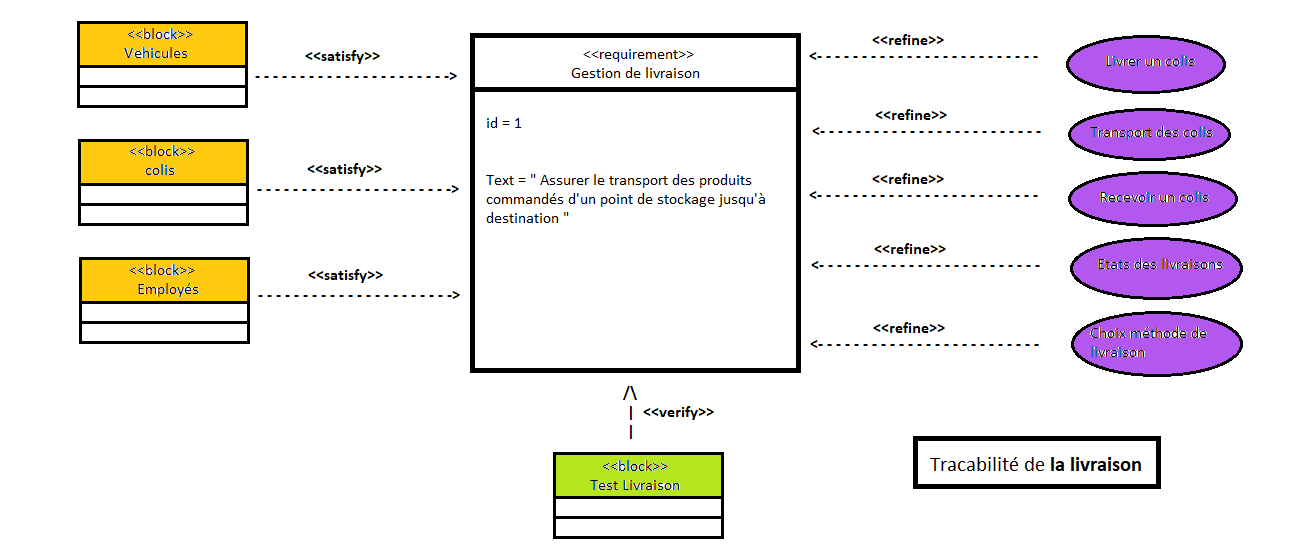 <<block>>
Vehicules
<<satisfy>>
<<block>>
colis
<<satisfy>>
<<block>>
Employés
<<satisfy>>
<<requirement>>
Gestion de livraison
id = 1
Text = " Assurer le transport des produits
commandés d'un point de stockage jusqu'à
destination "
<<refine>>
Livrer un colis
<<refine>>
Transport des colis
<<refine>>
Recevoir un colis
<<refine>>
Etats des livraisons
<<refine>>
Choix méthode de
livraison
<<verify>>
<<block>>
Test Livraison
Tracabilité de la livraison